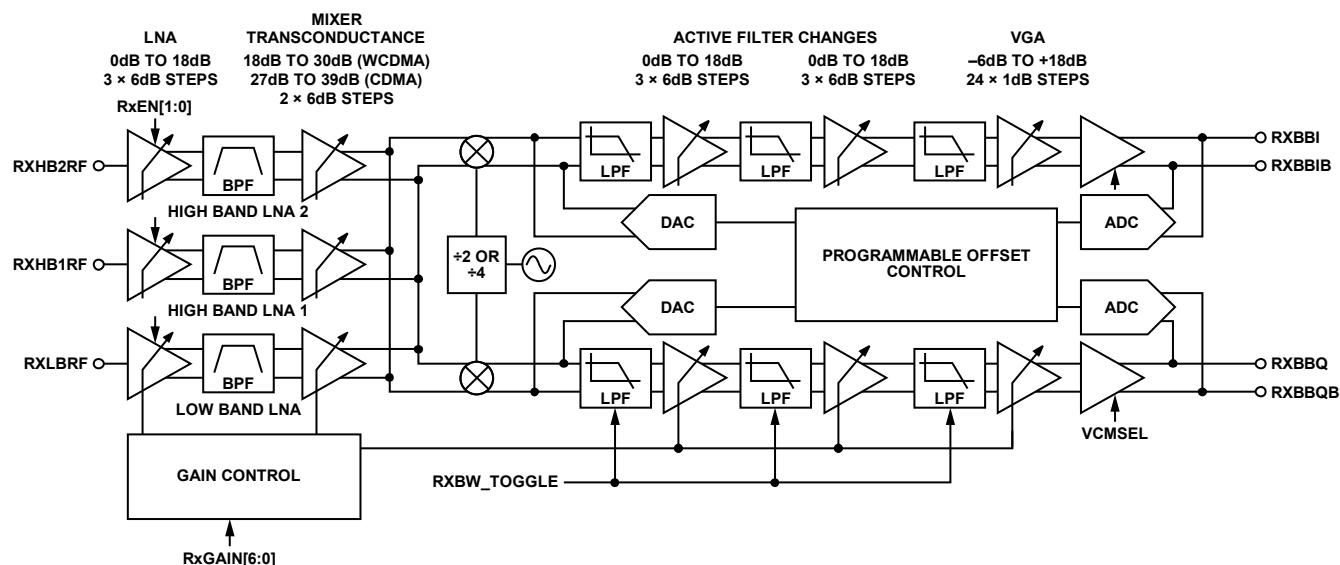 LNA
0dB TO 18dB
3 × 6dB STEPS
RxEN[1:0]
MIXER
TRANSCONDUCTANCE
18dB TO 30dB (WCDMA)
27dB TO 39dB (CDMA)
2 × 6dB STEPS
ACTIVE FILTER CHANGES
0dB TO 18dB
3 × 6dB STEPS
0dB TO 18dB
3 × 6dB STEPS
VGA
–6dB TO +18dB
24 × 1dB STEPS
RXHB2RF
BPF
HIGH BAND LNA 2
LPF
LPF
LPF
RXBBI
RXBBIB
DAC
ADC
RXHB1RF
BPF
HIGH BAND LNA 1
÷2 OR
÷4
PROGRAMMABLE OFFSET
CONTROL
DAC
ADC
RXLBRF
BPF
LOW BAND LNA
LPF
LPF
LPF
RXBBQ
RXBBQB
VCMSEL
GAIN CONTROL
RXBW_TOGGLE
RxGAIN[6:0]